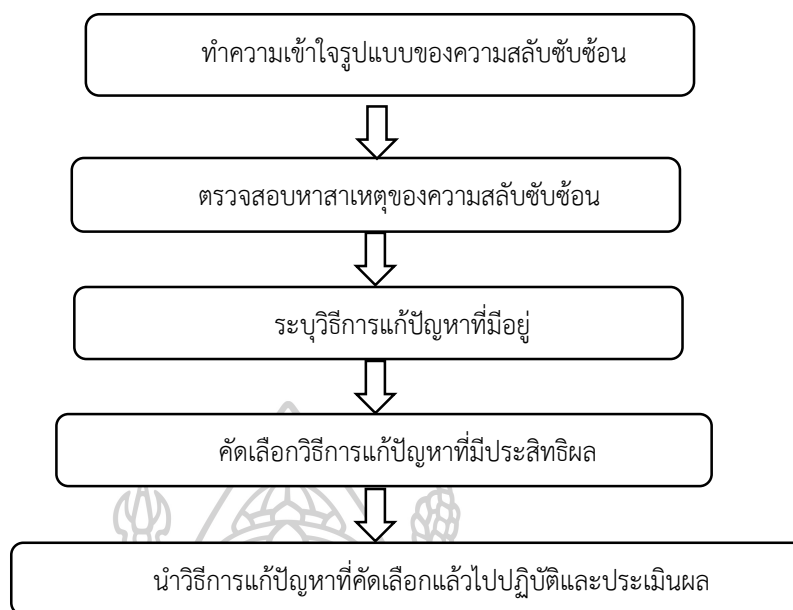 ทำความเข้าใจรูปแบบของความสลับซับซ้อน
ตรวจสอบหาสาเหตุของความสลับซับซ้อน
ระบุวิธีการแก้ปัญหาที่มีอยู่
คัดเลือกวิธีการแก้ปัญหาที่มีประสิทธิผล
นำวิธีการแก้ปัญหาที่คัดเลือกแล้วไปปฏิบัติและประเมินผล